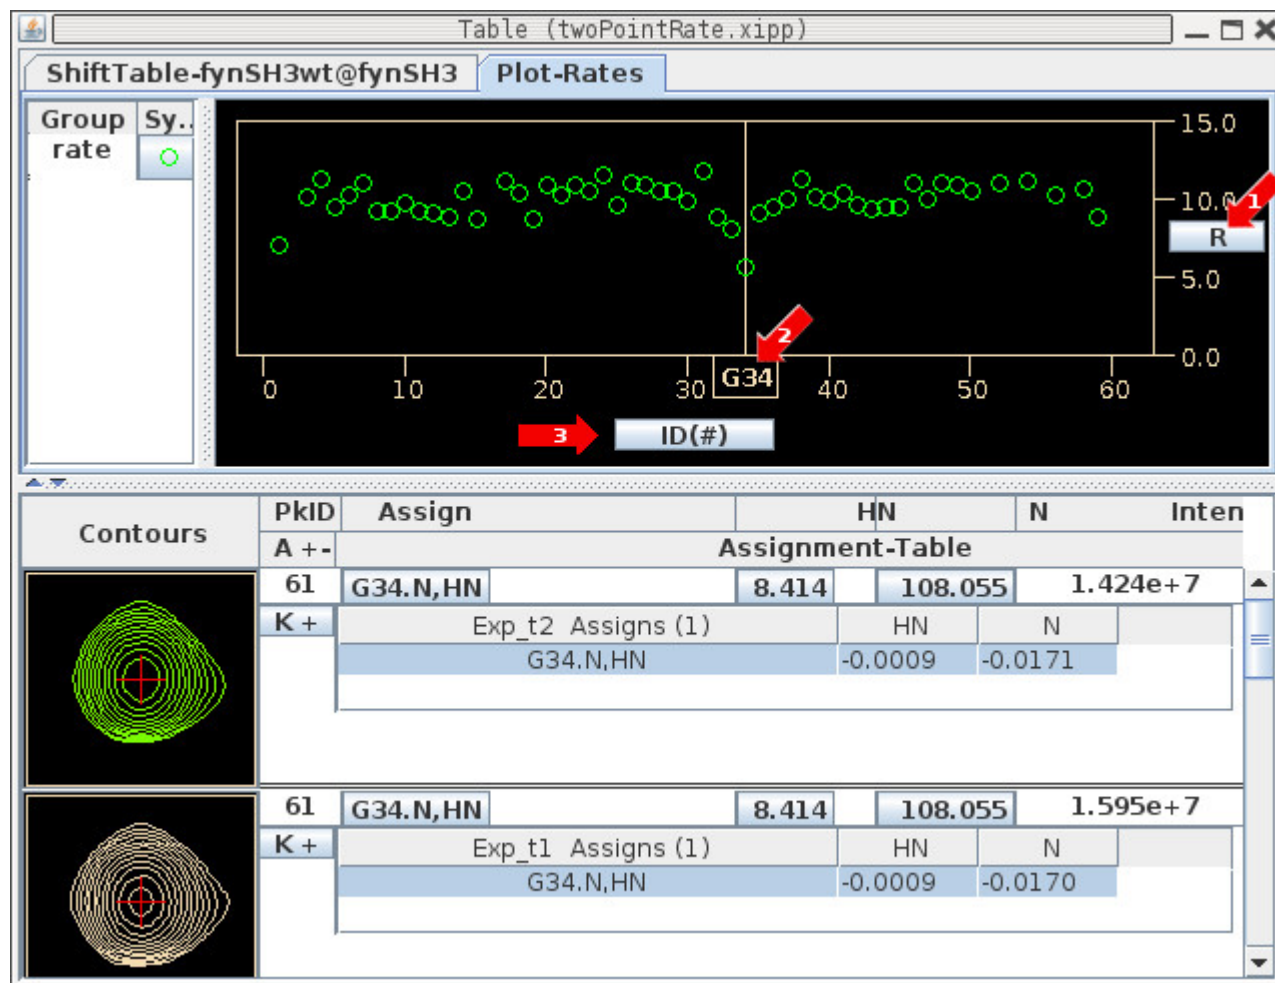 Table (twoPointRate.xipp)
ShiftTable-fynSH3wt@fynSH3 Plot-Rates
Group Sy..
rate
15.0
10.0
1
R
5.0
2
0.0
0 10 20 30 G34 40 50 60
3 ID(#)
Contours PkID Assign HN N Inten
A +- Assignment-Table
61 G34.N,HN 8.414 108.055 1.424e+7
K + Exp_t2 Assigns (1) HN N
G34.N,HN -0.0009 -0.0171
61 G34.N,HN 8.414 108.055 1.595e+7
K + Exp_t1 Assigns (1) HN N
G34.N,HN -0.0009 -0.0170